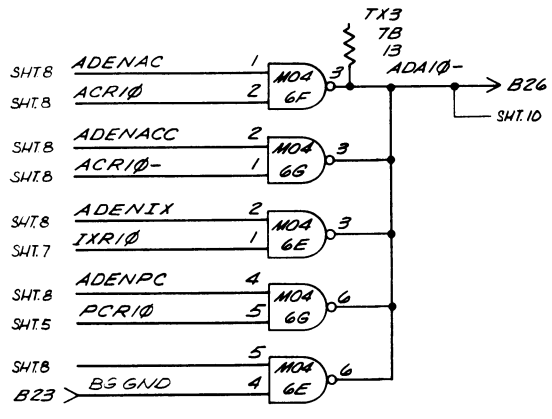 TX3
7B
13
SHT.8 ADENAC 1 M04 3 ADA1Ø- B26
SHT.8 ACR1Ø 2 6F SHT.10
SHT.8 ADENACC 2 M04 3
SHT.8 ACR1Ø- 1 6G
SHT.8 ADENIX 2 M04 3
SHT.7 IXR1Ø 1 6E
SHT.8 ADENPC 4 M04 6
SHT.5 PCR1Ø 5 6G
SHT.8 5 M04 6
B23 BS GND 4 6E